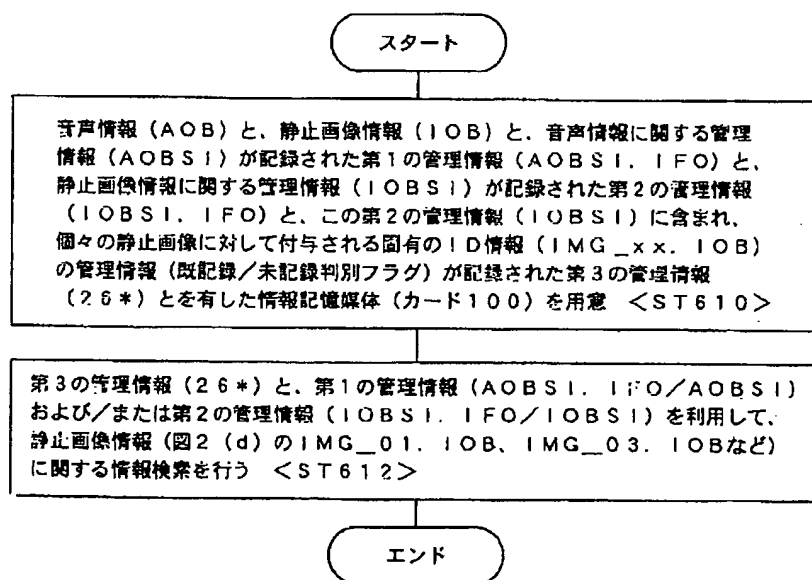 スタート
音声情報（AOB）と、静止画像情報（IOB）と、音声情報に関する管理
情報（AOBSI）が記録された第1の管理情報（AOBSI．IFO）と、
静止画像情報に関する管理情報（IOBSI）が記録された第2の管理情報
（IOBSI．IFO）と、この第2の管理情報（IOBSI）に含まれ、
個々の静止画像に対して付与される固有のID情報（IMG_xx．IOB）
の管理情報（既記録／未記録判別フラグ）が記録された第3の管理情報
（26*）とを有した情報記憶媒体（カード100）を用意 ＜ST610＞
第3の管理情報（26*）と、第1の管理情報（AOBSI．IFO／AOBSI）
および／または第2の管理情報（IOBSI．IFO／IOBSI）を利用して、
静止画像情報（図2（d）のIMG_01．IOB、IMG_03．IOBなど）
に関する情報検索を行う ＜ST612＞
エンド